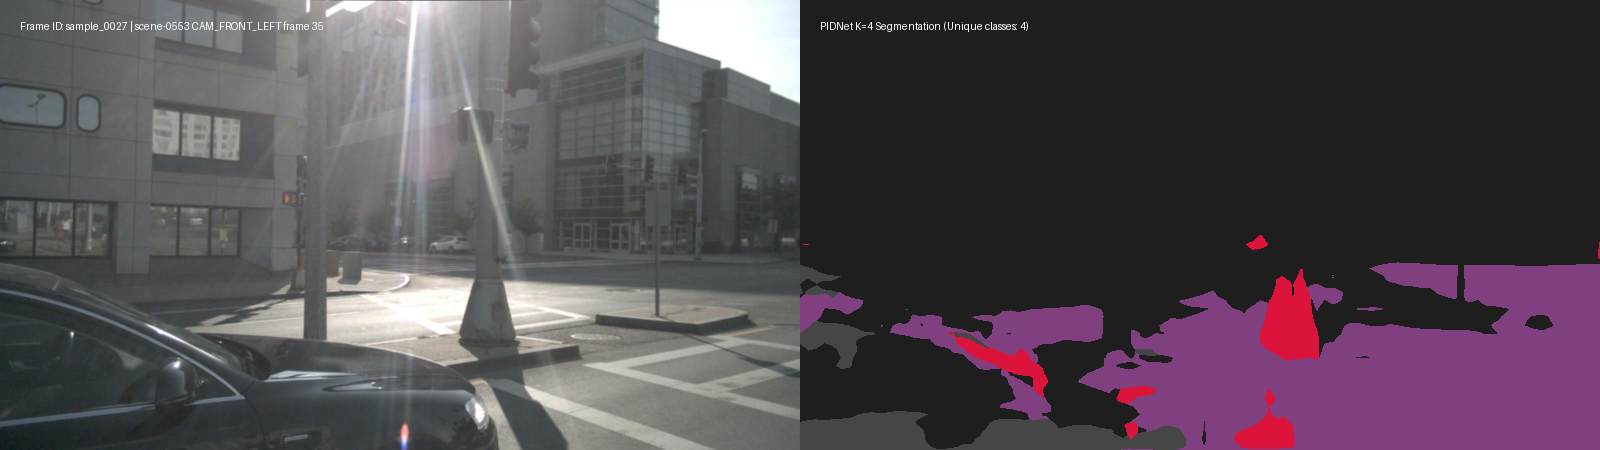 Frame ID: sample_0027 | scene-0553 CAM_FRONT_LEFT frame 35
PIDNet K=4 Segmentation (Unique classes: 4)